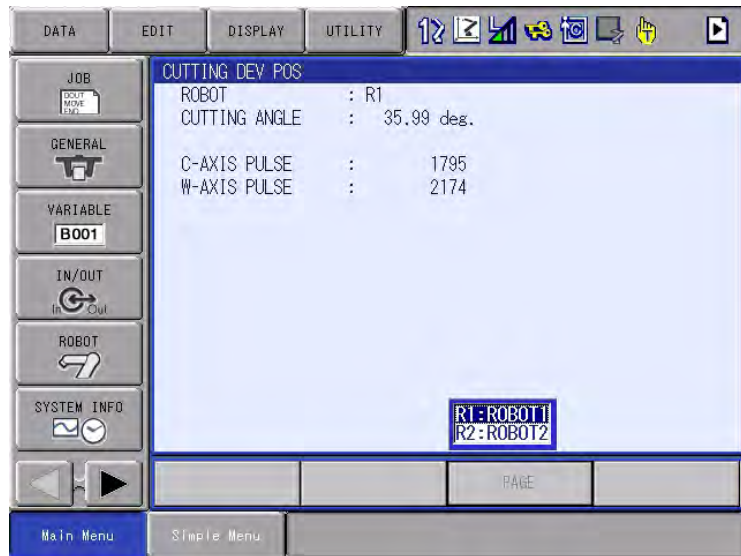 DATA EDIT DISPLAY UTILITY
JOB
DOUT
MOVE
END
GENERAL
VARIABLE
B001
IN/OUT
In Out
ROBOT
SYSTEM INFO
CUTTING DEV POS
ROBOT : R1
CUTTING ANGLE : 35.99 deg.
C-AXIS PULSE : 1795
W-AXIS PULSE : 2174
R1:ROBOT1
R2:ROBOT2
PAGE
Main Menu Simple Menu